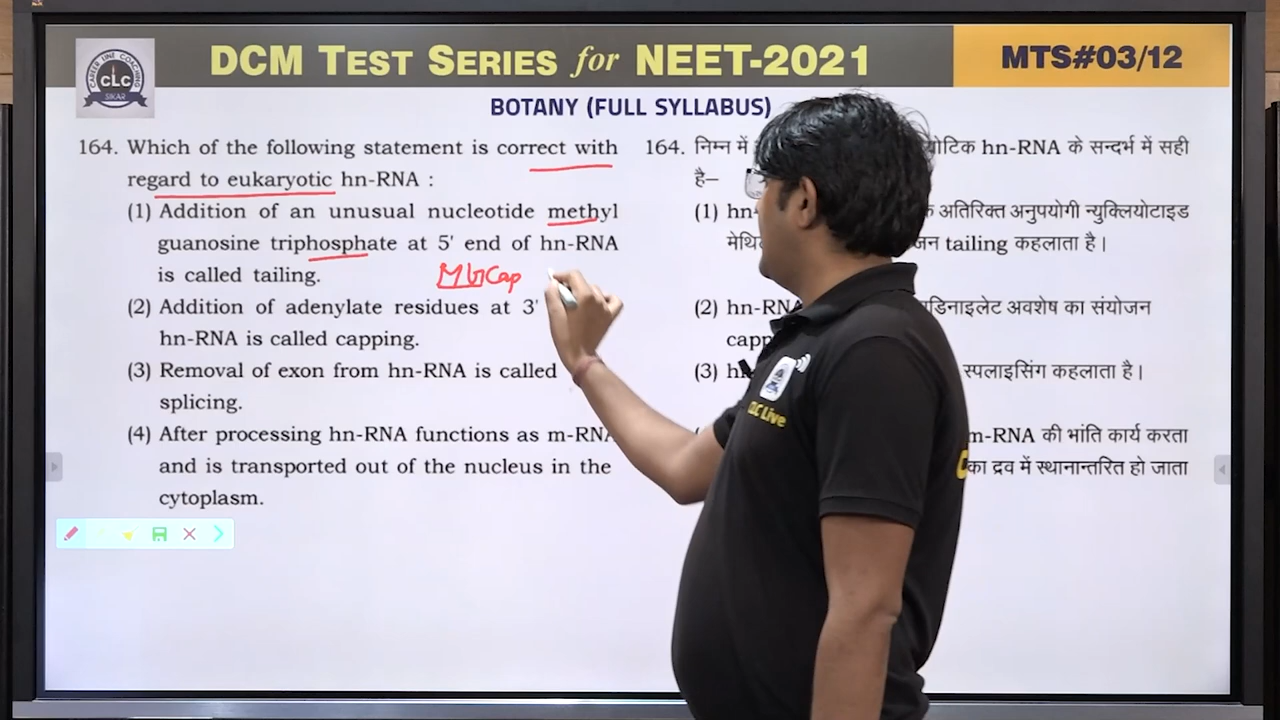 DCM TEST SERIES for NEET-2021
MTS#03/12
CAREER LINE COACHING
CLC
SIKAR
BOTANY (FULL SYLLABUS)
164. Which of the following statement is correct with
regard to eukaryotic hn-RNA :
(1) Addition of an unusual nucleotide methyl
guanosine triphosphate at 5' end of hn-RNA
is called tailing.
MG Cap
(2) Addition of adenylate residues at 3'
hn-RNA is called capping.
(3) Removal of exon from hn-RNA is called
splicing.
(4) After processing hn-RNA functions as m-RNA
and is transported out of the nucleus in the
cytoplasm.
164. निम्न में hn-RNA के सन्दर्भ में सही
है–
(1) अतिरिक्त अनुपयोगी न्युक्लियोटाइड
tailing कहलाता है।
(2) hn-RNA अवशेष का संयोजन
(3) स्पलाइसिंग कहलाता है।
m-RNA की भांति कार्य करता
का द्रव में स्थानान्तरित हो जाता
CLC Live